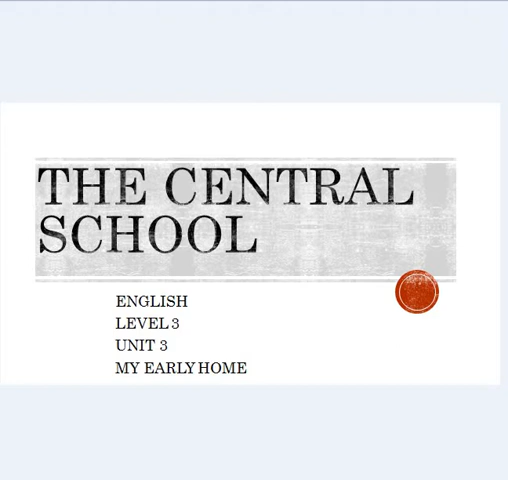 THE CENTRAL
SCHOOL
ENGLISH
LEVEL 3
UNIT 3
MY EARLY HOME